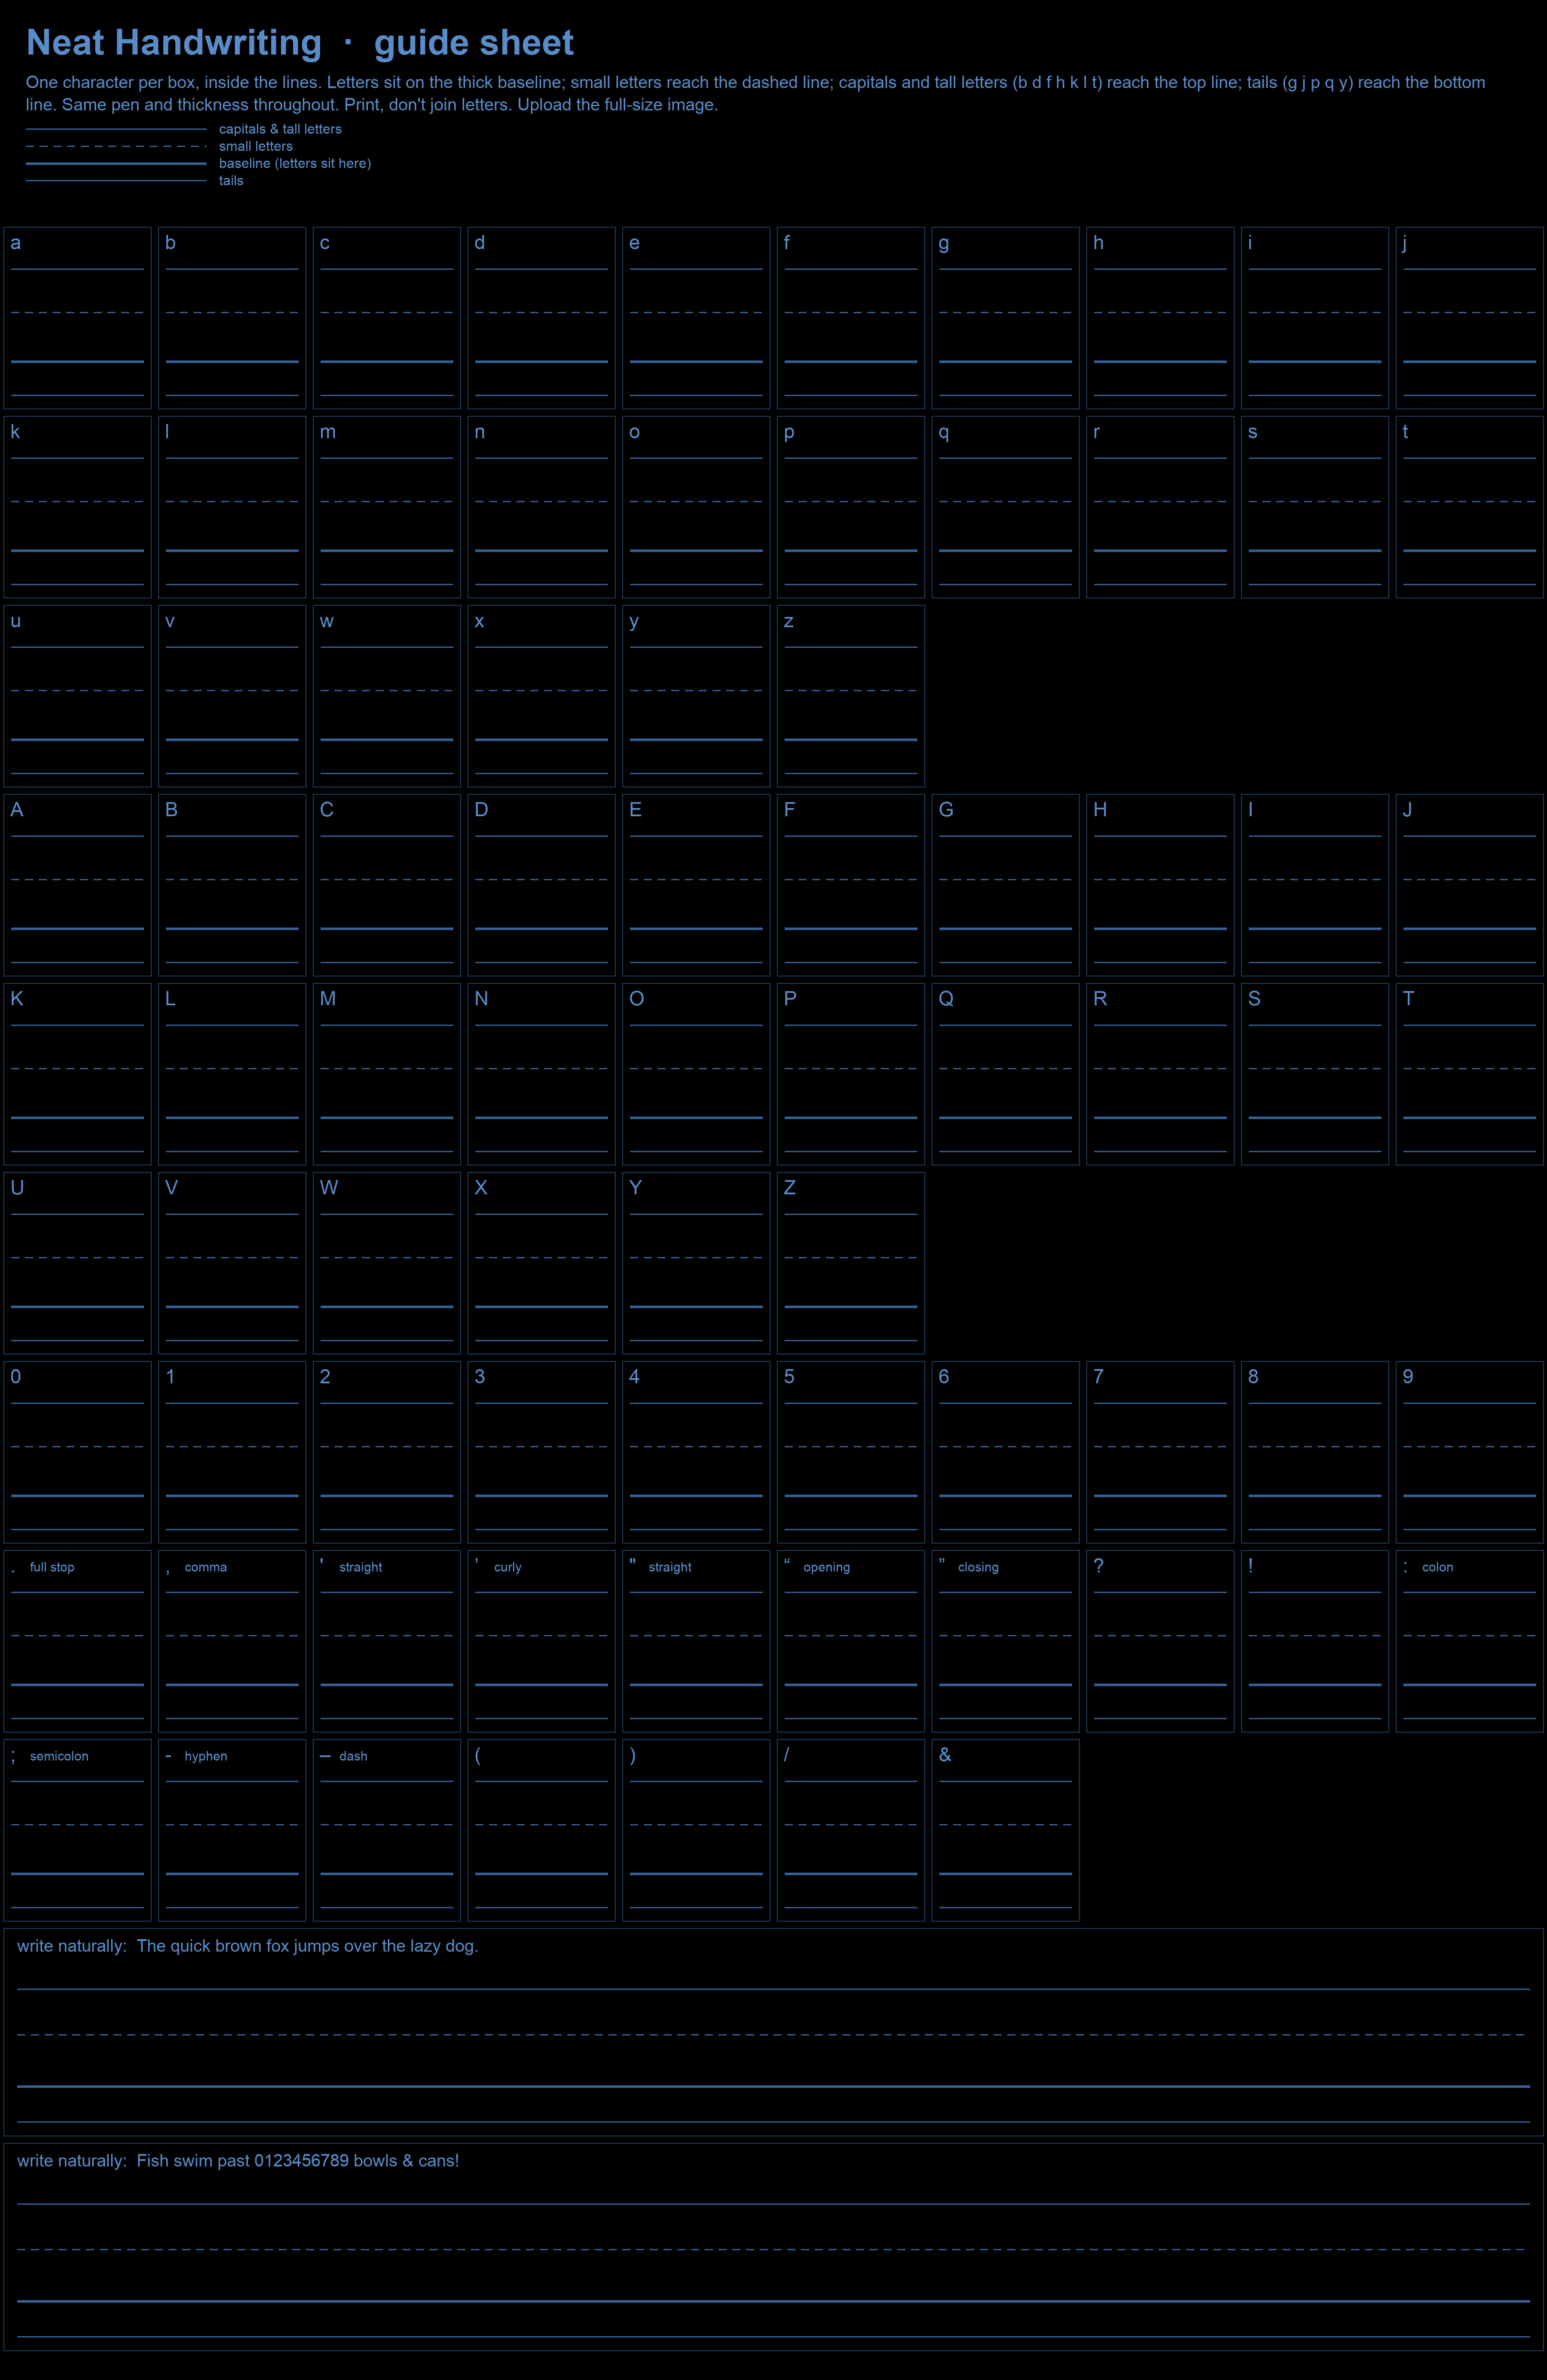 Neat Handwriting · guide sheet
One character per box, inside the lines. Letters sit on the thick baseline; small letters reach the dashed line; capitals and tall letters (b d f h k l t) reach the top line; tails (g j p q y) reach the bottom
line. Same pen and thickness throughout. Print, don't join letters. Upload the full-size image.
capitals & tall letters
small letters
baseline (letters sit here)
tails
a b c d e f g h i j
k l m n o p q r s t
u v w x y z
A B C D E F G H I J
K L M N O P Q R S T
U V W X Y Z
0 1 2 3 4 5 6 7 8 9
. full stop , comma ' straight ’ curly " straight “ opening ” closing ? ! : colon
; semicolon - hyphen – dash ( ) / &
write naturally: The quick brown fox jumps over the lazy dog.
write naturally: Fish swim past 0123456789 bowls & cans!